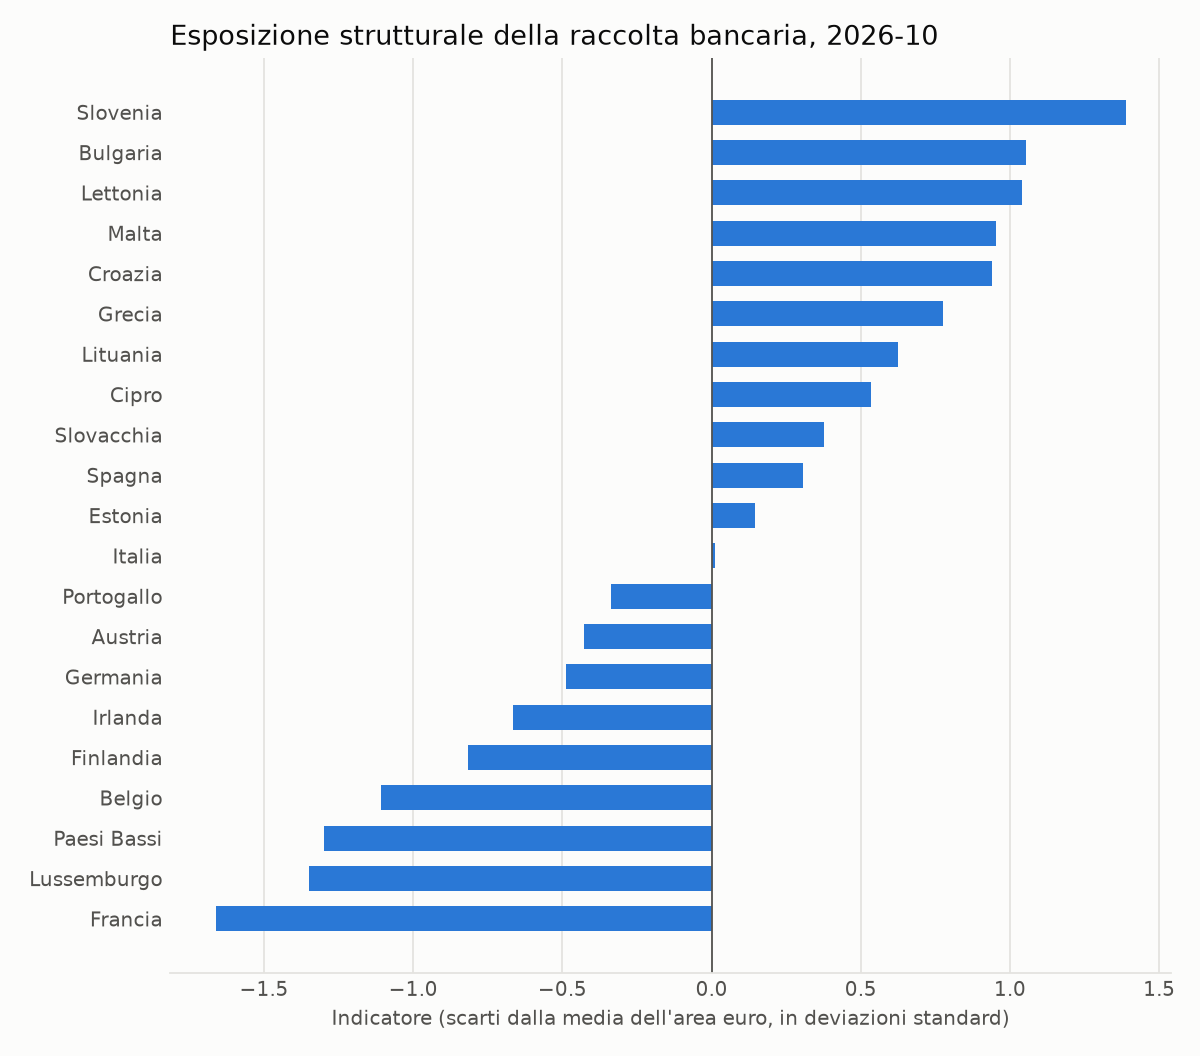 Esposizione strutturale della raccolta bancaria, 2026-10
Slovenia
Bulgaria
Lettonia
Malta
Croazia
Grecia
Lituania
Cipro
Slovacchia
Spagna
Estonia
Italia
Portogallo
Austria
Germania
Irlanda
Finlandia
Belgio
Paesi Bassi
Lussemburgo
Francia
−1.5 −1.0 −0.5 0.0 0.5 1.0 1.5
Indicatore (scarti dalla media dell'area euro, in deviazioni standard)